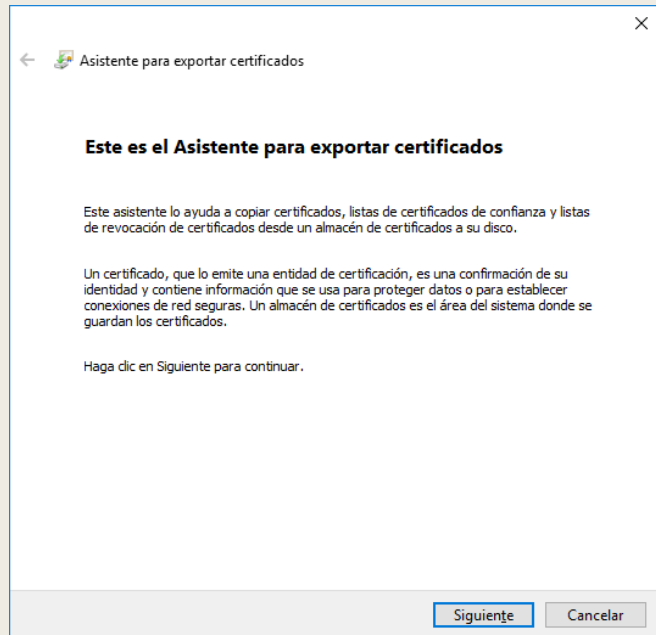 Asistente para exportar certificados
Este es el Asistente para exportar certificados
Este asistente lo ayuda a copiar certificados, listas de certificados de confianza y listas
de revocación de certificados desde un almacén de certificados a su disco.
Un certificado, que lo emite una entidad de certificación, es una confirmación de su
identidad y contiene información que se usa para proteger datos o para establecer
conexiones de red seguras. Un almacén de certificados es el área del sistema donde se
guardan los certificados.
Haga clic en Siguiente para continuar.
Siguiente Cancelar